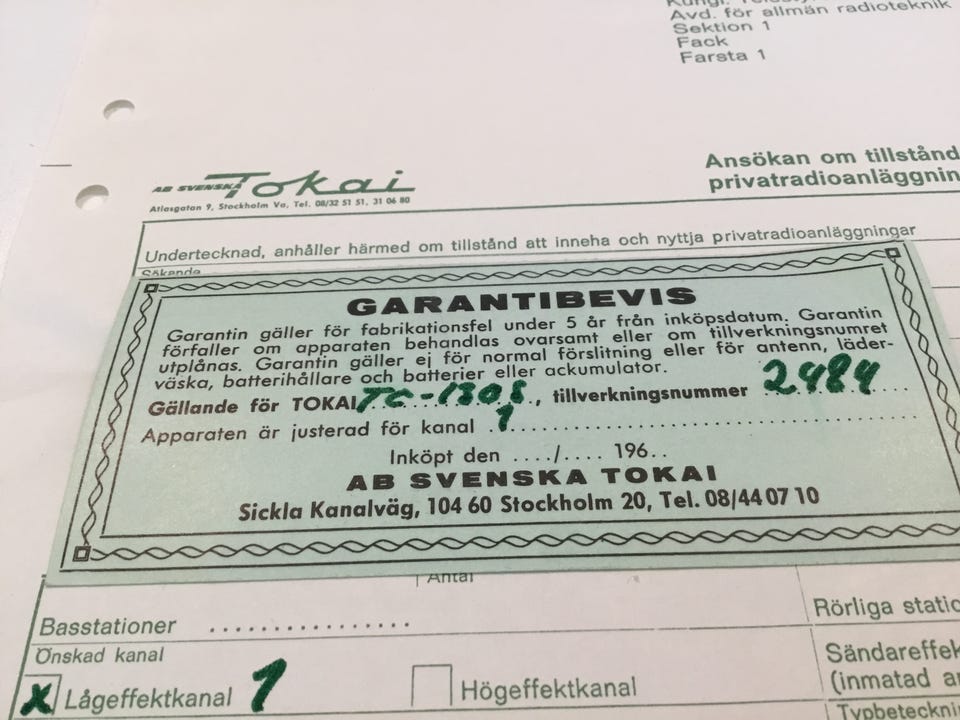 Avd. för allmän radioteknik
Sektion 1
Fack
Farsta 1
Ansökan om tillstånd
privatradioanläggnin
AB SVENSKA Tokai
Atlasgatan 9, Stockholm Va, Tel. 08/32 51 51, 31 06 80
Undertecknad, anhåller härmed om tillstånd att inneha och nyttja privatradioanläggningar
Sökande
GARANTIBEVIS
Garantin gäller för fabrikationsfel under 5 år från inköpsdatum. Garantin
förfaller om apparaten behandlas ovarsamt eller om tillverkningsnumret
utplånas. Garantin gäller ej för normal förslitning eller för antenn, läder-
väska, batterihållare och batterier eller ackumulator.
Gällande för TOKAI TC-130S, tillverkningsnummer 2484
Apparaten är justerad för kanal 1
Inköpt den ..../.... 196..
AB SVENSKA TOKAI
Sickla Kanalväg, 104 60 Stockholm 20, Tel. 08/44 07 10
Antal
Basstationer ................
Rörliga static
Önskad kanal
x Lågeffektkanal 1
Högeffektkanal
Sändareffek
(inmatad a
Typbeteckni